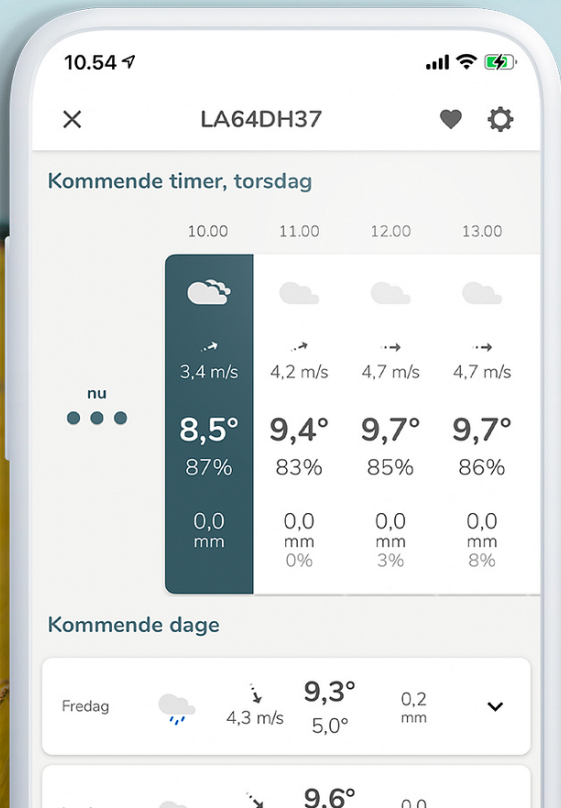 10.54
LA64DH37
Kommende timer, torsdag
10.00 11.00 12.00 13.00
3,4 m/s 4,2 m/s 4,7 m/s 4,7 m/s
nu
8,5° 9,4° 9,7° 9,7°
87% 83% 85% 86%
0,0 0,0 0,0 0,0
mm mm mm mm
0% 3% 8%
Kommende dage
Fredag 4,3 m/s 9,3° 5,0° 0,2 mm
9,6° 0,0